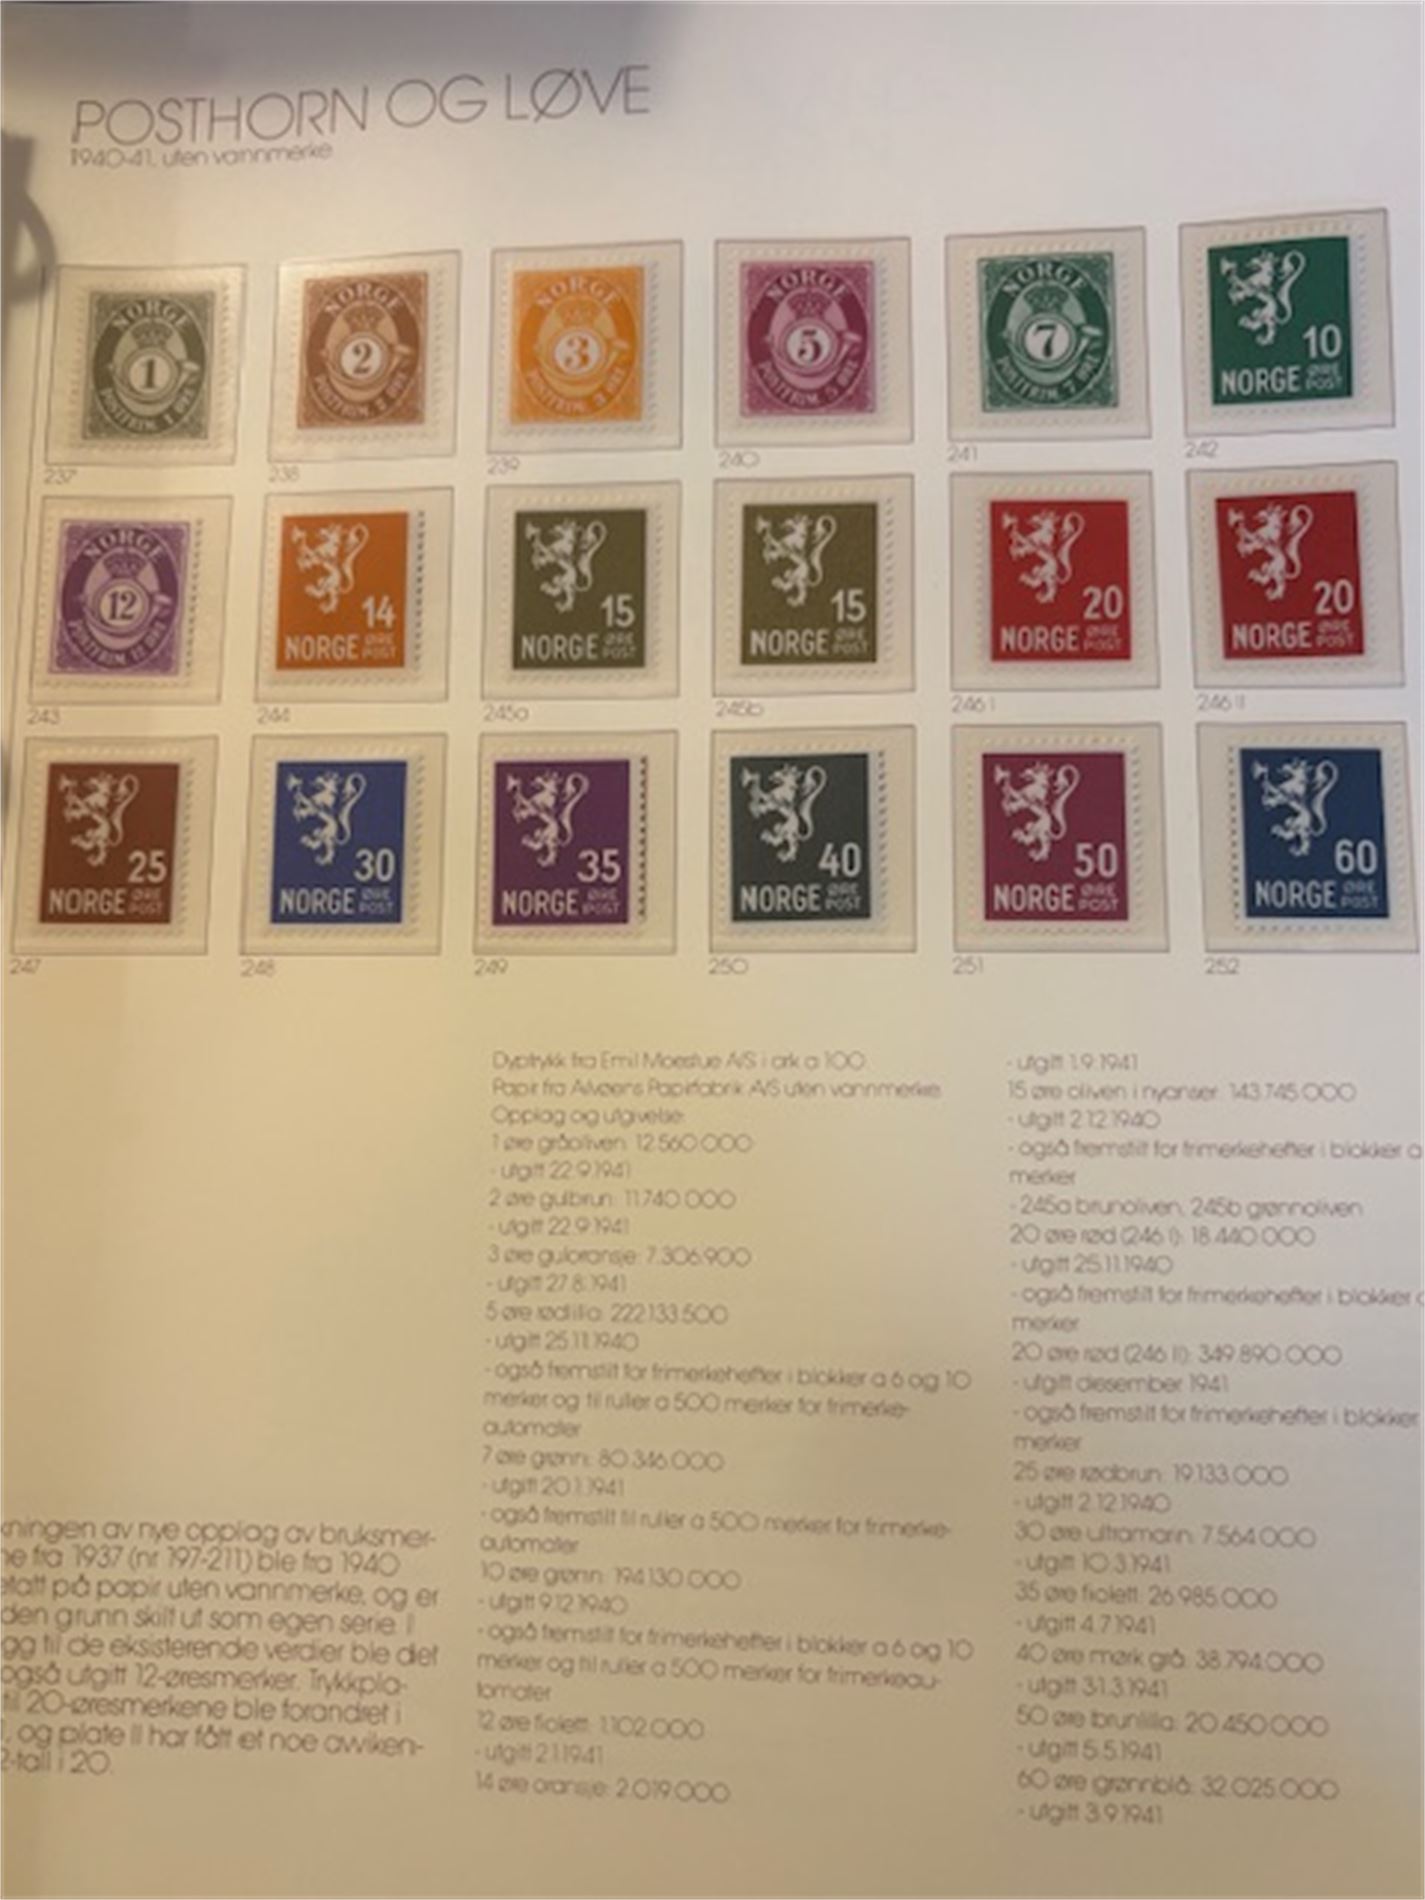 POSTHORN OG LØVE
1940-41, uten vannmerke
NORGE 1 POSTFRIM. 1 ØRE
NORGE 2 POSTFRIM. 2 ØRE
NORGE 3 POSTFRIM. 3 ØRE
NORGE 5 POSTFRIM. 5 ØRE
NORGE 7 POSTFRIM. 7 ØRE
10 NORGE ØRE POST
237 238 239 240 241 242
NORGE 12 POSTFRIM. 12 ØRE
14 NORGE ØRE POST
15 NORGE ØRE POST
15 NORGE ØRE POST
20 NORGE ØRE POST
20 NORGE ØRE POST
243 244 245a 245b 246 I 246 II
25 NORGE ØRE POST
30 NORGE ØRE POST
35 NORGE ØRE POST
40 NORGE ØRE POST
50 NORGE ØRE POST
60 NORGE ØRE POST
247 248 249 250 251 252
kningen av nye opplag av bruksmer-
ne fra 1937 (nr 197-211) ble fra 1940
etatt på papir uten vannmerke, og er
den grunn skilt ut som egen serie. I
gg til de eksisterende verdier ble det
også utgitt 12-øresmerker. Trykkpla-
til 20-øresmerkene ble forandret i
, og plate II har fått et noe avviken-
2-tall i 20.
Dyptrykk fra Emil Moestue A/S i ark a 100.
Papir fra Alvøens Papirfabrik A/S uten vannmerke.
Opplag og utgivelse:
1 øre gråoliven: 12.560.000
- utgitt 22.9.1941
2 øre gulbrun: 11.740.000
- utgitt 22.9.1941
3 øre guloransje: 7.306.900
- utgitt 27.8.1941
5 øre rødlilla: 222.133.500
- utgitt 25.11.1940
- også fremstilt for frimerkehefter i blokker a 6 og 10
merker og til ruller a 500 merker for frimerke-
automater
7 øre grønn: 80.346.000
- utgitt 20.1.1941
- også fremstilt til ruller a 500 merker for frimerke-
automater
10 øre grønn: 194.130.000
- utgitt 9.12.1940
- også fremstilt for frimerkehefter i blokker a 6 og 10
merker og til ruller a 500 merker for frimerkeau-
tomater
12 øre fiolett: 1.102.000
- utgitt 2.1.1941
14 øre oransje: 2.019.000
- utgitt 1.9.1941
15 øre oliven i nyanser: 143.745.000
- utgitt 2.12.1940
- også fremstilt for frimerkehefter i blokker a
merker
- 245a brunoliven, 245b grønnoliven
20 øre rød (246 I): 18.440.000
- utgitt 25.11.1940
- også fremstilt for frimerkehefter i blokker
merker
20 øre rød (246 II): 349.890.000
- utgitt desember 1941
- også fremstilt for frimerkehefter i blokker
merker
25 øre rødbrun: 19.133.000
- utgitt 2.12.1940
30 øre ultramarin: 7.564.000
- utgitt 10.3.1941
35 øre fiolett: 26.985.000
- utgitt 4.7.1941
40 øre mørk grå: 38.794.000
- utgitt 31.3.1941
50 øre brunlilla: 20.450.000
- utgitt 5.5.1941
60 øre grønnblå: 32.025.000
- utgitt 3.9.1941